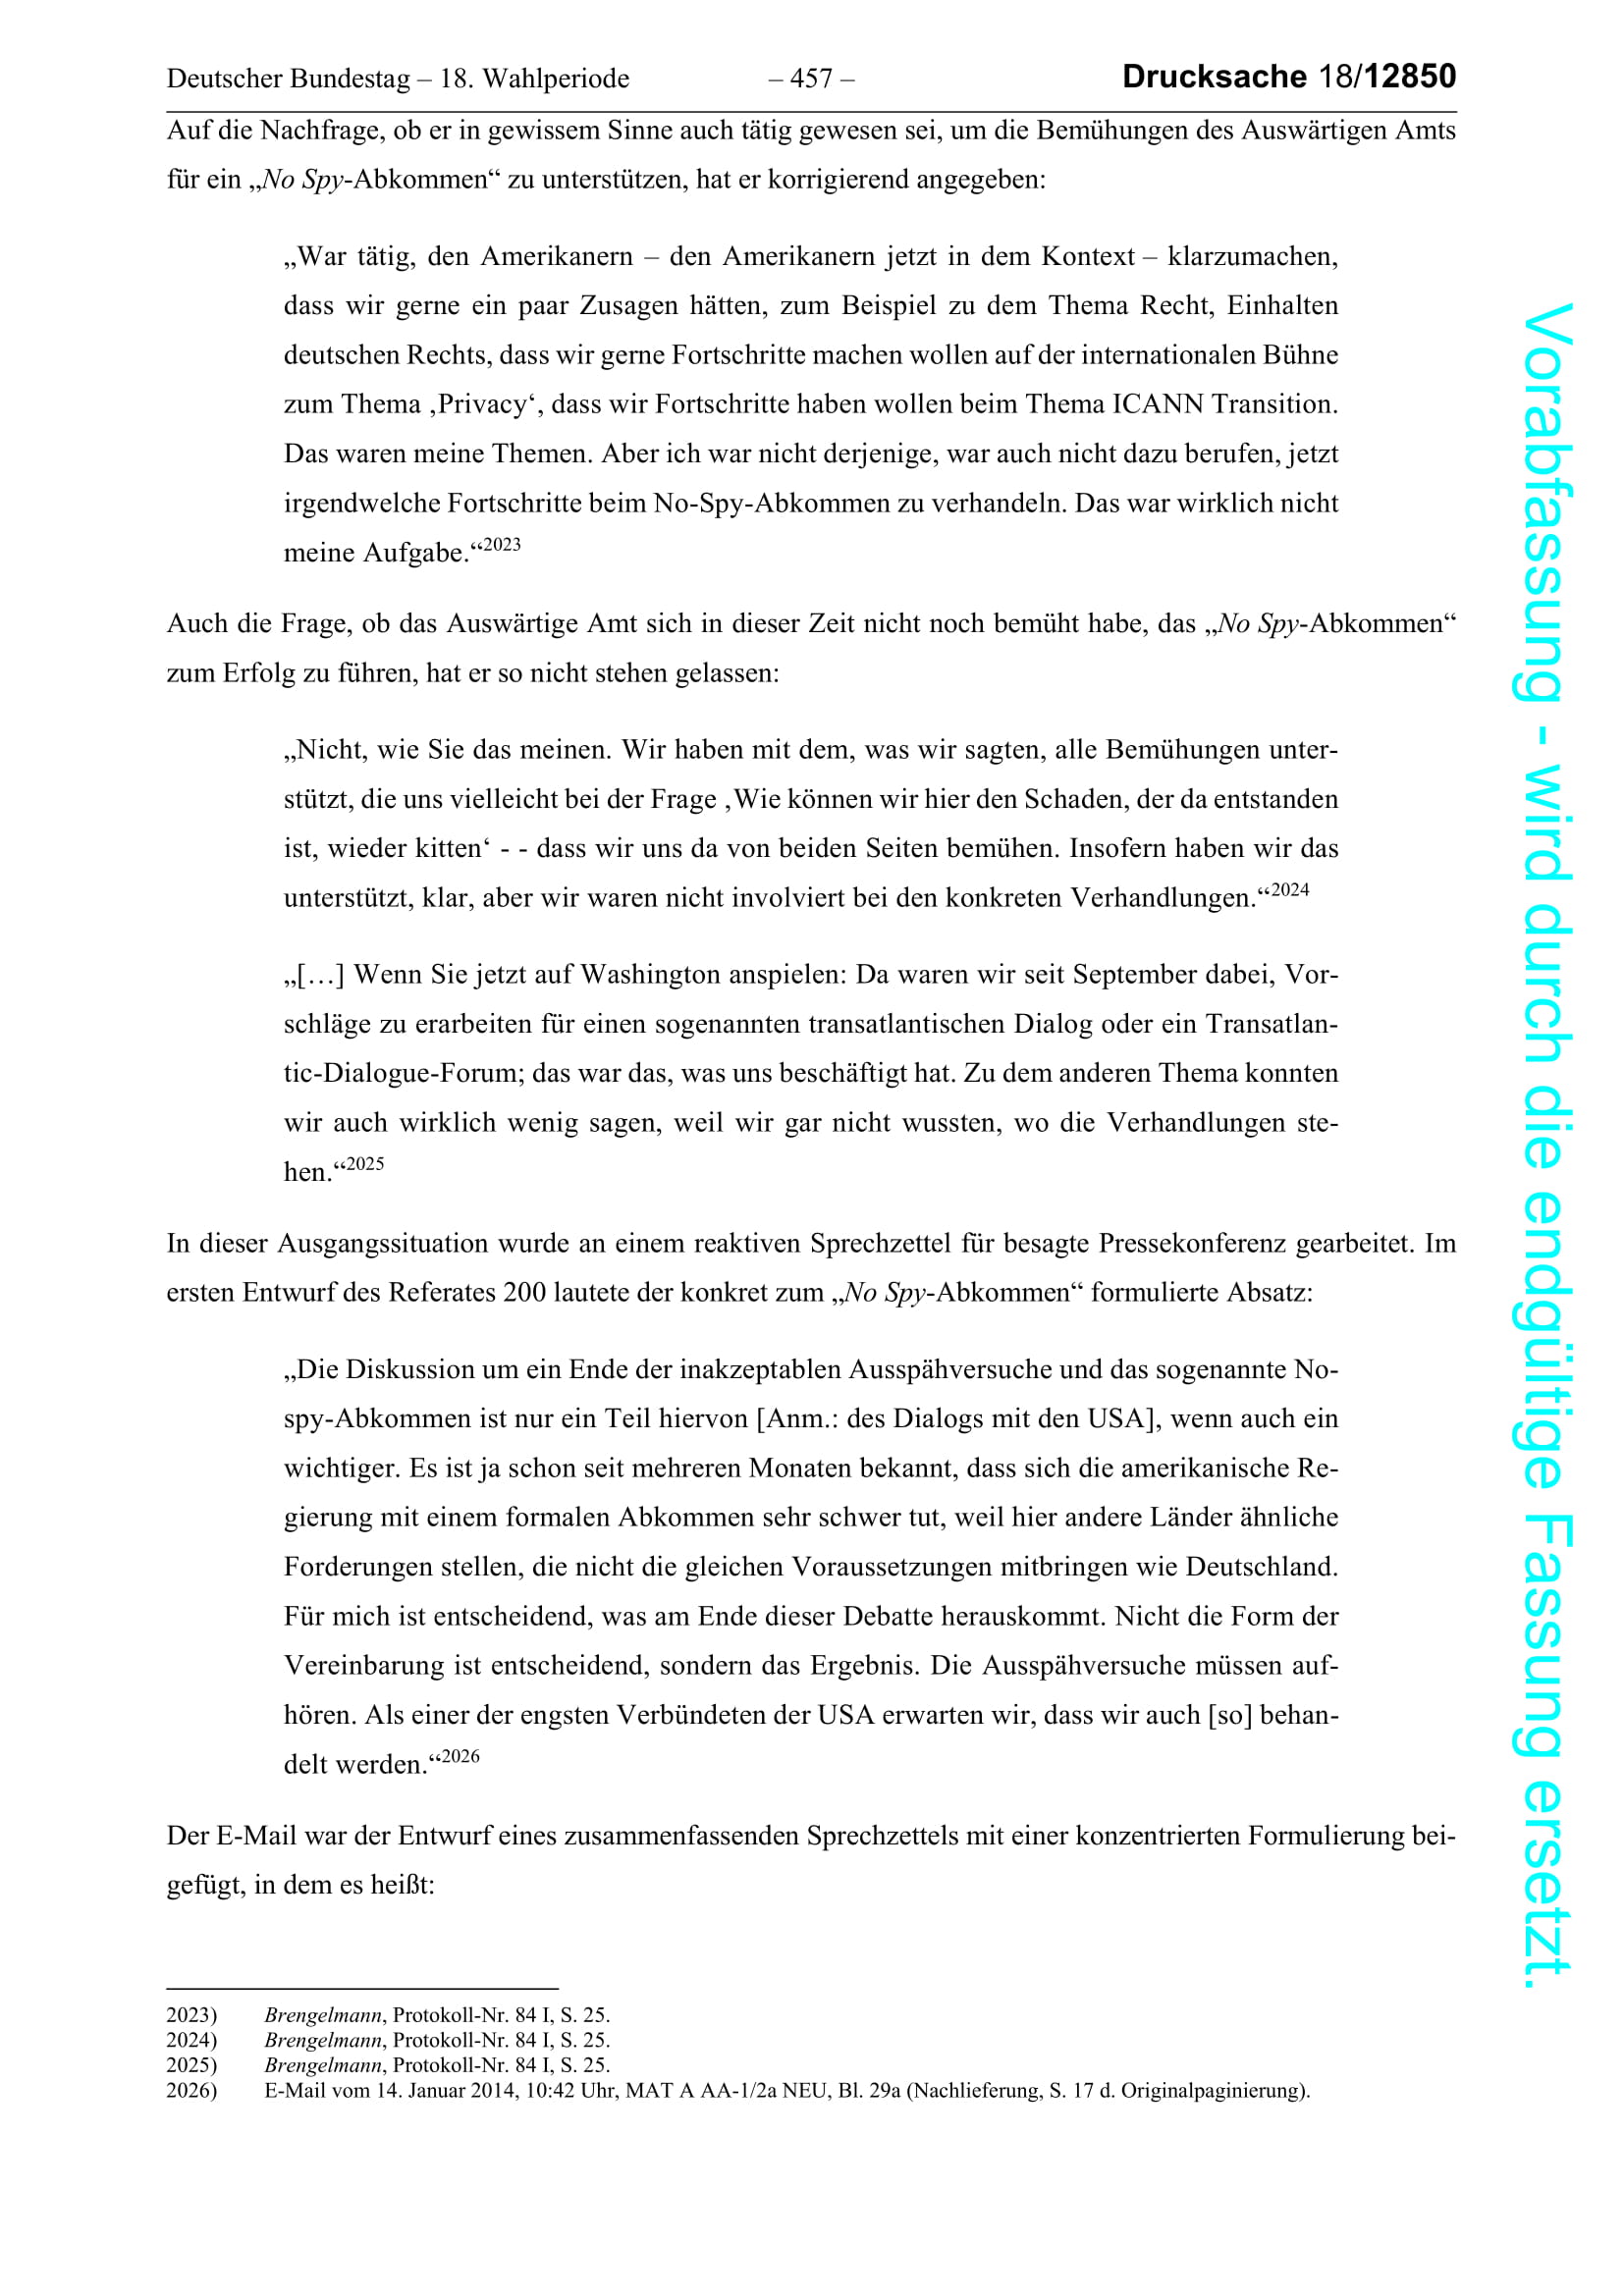 Deutscher Bundestag – 18. Wahlperiode – 457 – Drucksache 18/12850
Auf die Nachfrage, ob er in gewissem Sinne auch tätig gewesen sei, um die Bemühungen des Auswärtigen Amts
für ein „No Spy-Abkommen“ zu unterstützen, hat er korrigierend angegeben:
„War tätig, den Amerikanern – den Amerikanern jetzt in dem Kontext – klarzumachen,
dass wir gerne ein paar Zusagen hätten, zum Beispiel zu dem Thema Recht, Einhalten
deutschen Rechts, dass wir gerne Fortschritte machen wollen auf der internationalen Bühne
zum Thema ‚Privacy‘, dass wir Fortschritte haben wollen beim Thema ICANN Transition.
Das waren meine Themen. Aber ich war nicht derjenige, war auch nicht dazu berufen, jetzt
irgendwelche Fortschritte beim No-Spy-Abkommen zu verhandeln. Das war wirklich nicht
meine Aufgabe.“2023
Auch die Frage, ob das Auswärtige Amt sich in dieser Zeit nicht noch bemüht habe, das „No Spy-Abkommen“
zum Erfolg zu führen, hat er so nicht stehen gelassen:
„Nicht, wie Sie das meinen. Wir haben mit dem, was wir sagten, alle Bemühungen unter-
stützt, die uns vielleicht bei der Frage ‚Wie können wir hier den Schaden, der da entstanden
ist, wieder kitten‘ - - dass wir uns da von beiden Seiten bemühen. Insofern haben wir das
unterstützt, klar, aber wir waren nicht involviert bei den konkreten Verhandlungen.“2024
„[…] Wenn Sie jetzt auf Washington anspielen: Da waren wir seit September dabei, Vor-
schläge zu erarbeiten für einen sogenannten transatlantischen Dialog oder ein Transatlan-
tic-Dialogue-Forum; das war das, was uns beschäftigt hat. Zu dem anderen Thema konnten
wir auch wirklich wenig sagen, weil wir gar nicht wussten, wo die Verhandlungen ste-
hen.“2025
In dieser Ausgangssituation wurde an einem reaktiven Sprechzettel für besagte Pressekonferenz gearbeitet. Im
ersten Entwurf des Referates 200 lautete der konkret zum „No Spy-Abkommen“ formulierte Absatz:
„Die Diskussion um ein Ende der inakzeptablen Ausspähversuche und das sogenannte No-
spy-Abkommen ist nur ein Teil hiervon [Anm.: des Dialogs mit den USA], wenn auch ein
wichtiger. Es ist ja schon seit mehreren Monaten bekannt, dass sich die amerikanische Re-
gierung mit einem formalen Abkommen sehr schwer tut, weil hier andere Länder ähnliche
Forderungen stellen, die nicht die gleichen Voraussetzungen mitbringen wie Deutschland.
Für mich ist entscheidend, was am Ende dieser Debatte herauskommt. Nicht die Form der
Vereinbarung ist entscheidend, sondern das Ergebnis. Die Ausspähversuche müssen auf-
hören. Als einer der engsten Verbündeten der USA erwarten wir, dass wir auch [so] behan-
delt werden.“2026
Der E-Mail war der Entwurf eines zusammenfassenden Sprechzettels mit einer konzentrierten Formulierung bei-
gefügt, in dem es heißt:
2023) Brengelmann, Protokoll-Nr. 84 I, S. 25.
2024) Brengelmann, Protokoll-Nr. 84 I, S. 25.
2025) Brengelmann, Protokoll-Nr. 84 I, S. 25.
2026) E-Mail vom 14. Januar 2014, 10:42 Uhr, MAT A AA-1/2a NEU, Bl. 29a (Nachlieferung, S. 17 d. Originalpaginierung).
Vorabfassung - wird durch die endgültige Fassung ersetzt.